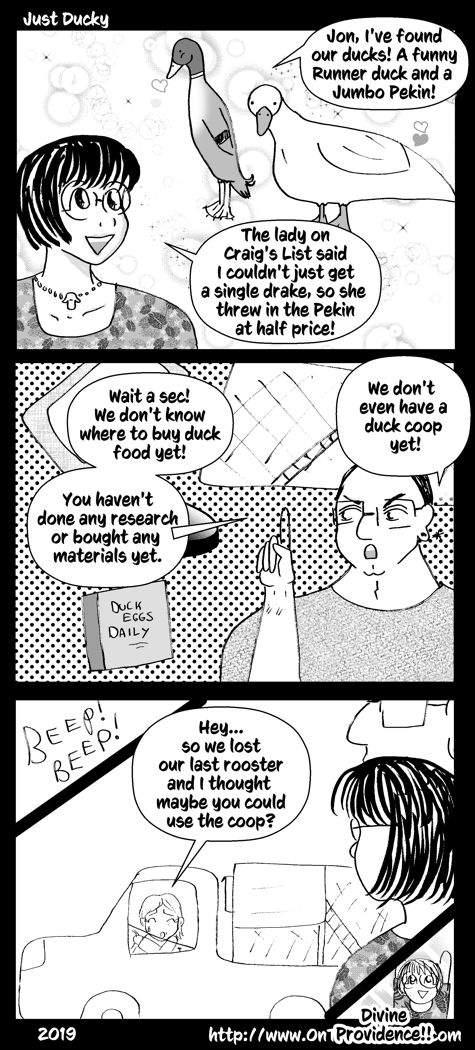 Just Ducky
Jon, I've found
our ducks! A funny
Runner duck and a
Jumbo Pekin!
The lady on
Craig's List said
I couldn't just get
a single drake, so she
threw in the Pekin
at half price!
Wait a sec!
We don't know
where to buy duck
food yet!
We don't
even have a
duck coop
yet!
You haven't
done any research
or bought any
materials yet.
DUCK
EGGS
DAILY
BEEP!
BEEP!
Hey...
so we lost
our last rooster
and I thought
maybe you could
use the coop?
Divine
Providence!!
2019
http://www.OnT
.com